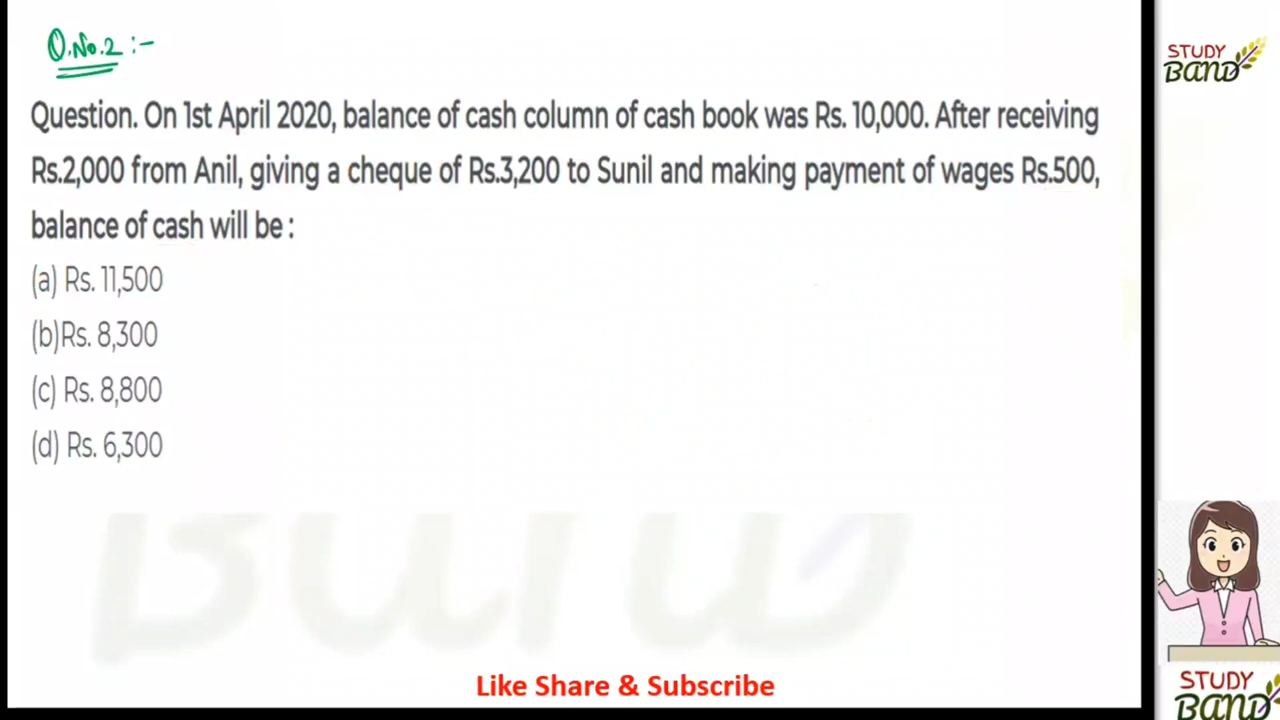 Q.No.2 :-
STUDY
BAND
Question. On 1st April 2020, balance of cash column of cash book was Rs. 10,000. After receiving
Rs.2,000 from Anil, giving a cheque of Rs.3,200 to Sunil and making payment of wages Rs.500,
balance of cash will be :
(a) Rs. 11,500
(b)Rs. 8,300
(c) Rs. 8,800
(d) Rs. 6,300
Like Share & Subscribe
STUDY
BAND